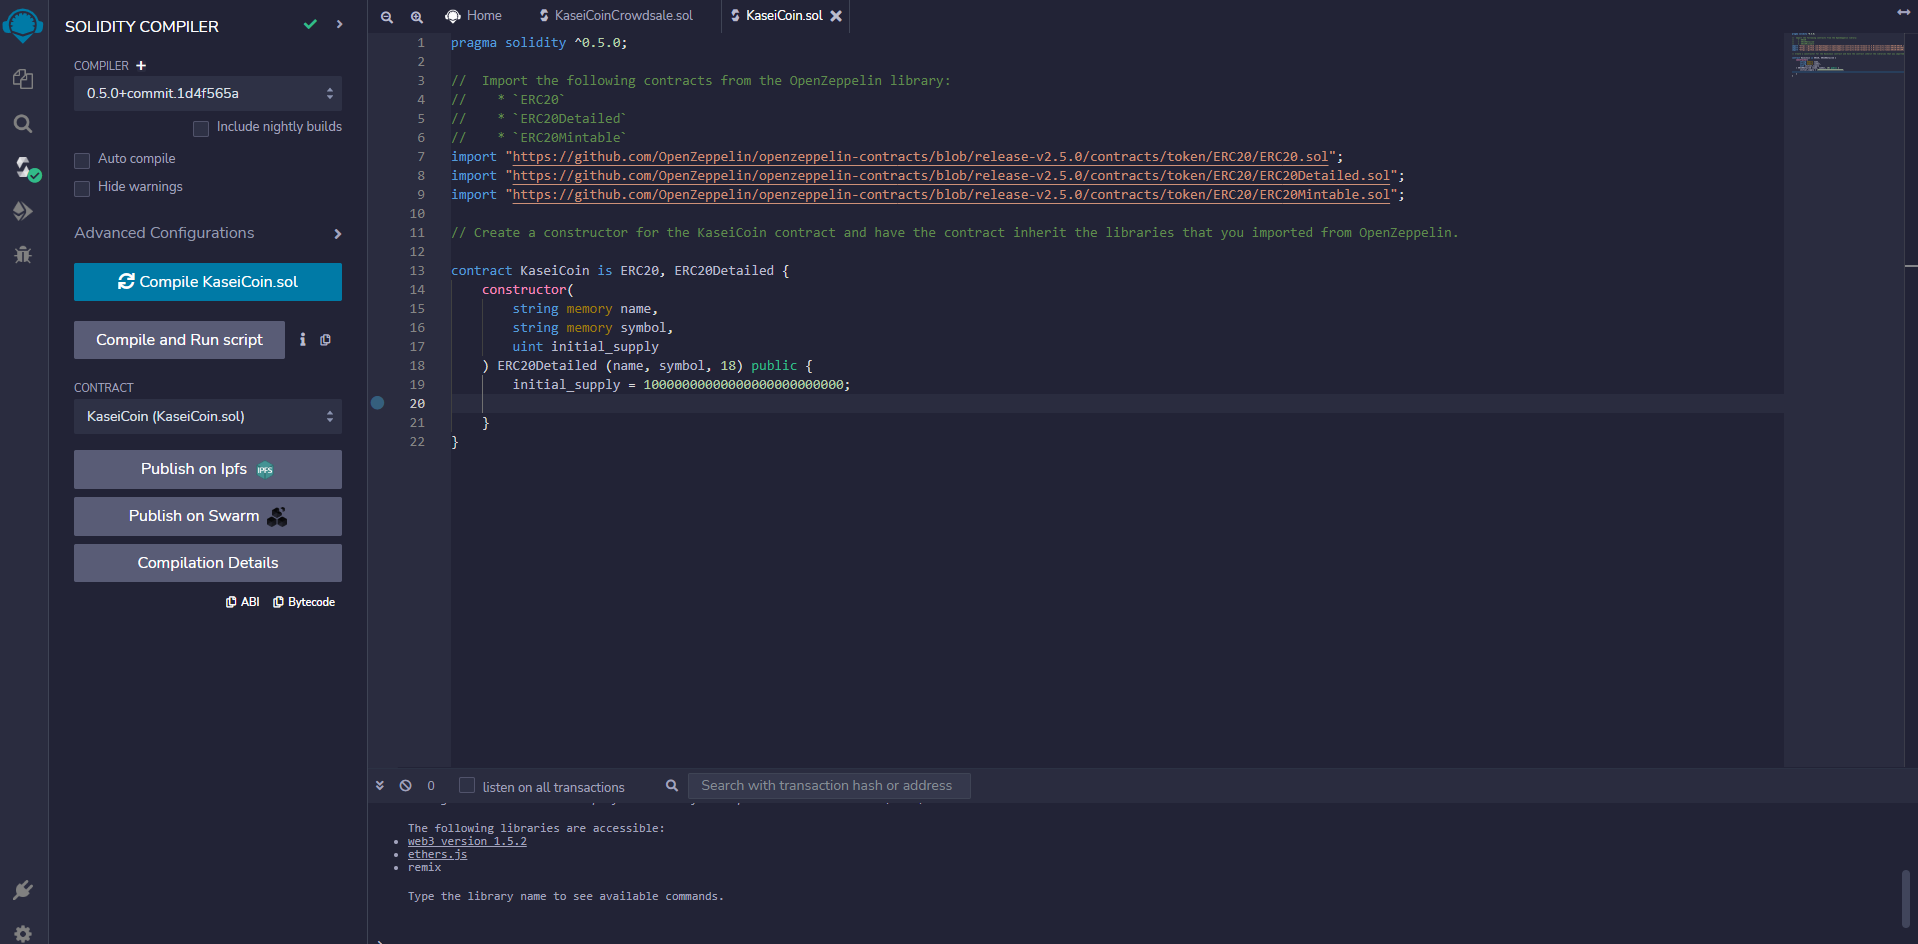 SOLIDITY COMPILER
COMPILER +
0.5.0+commit.1d4f565a
Include nightly builds
Auto compile
Hide warnings
Advanced Configurations
Compile KaseiCoin.sol
Compile and Run script
CONTRACT
KaseiCoin (KaseiCoin.sol)
Publish on Ipfs
IPFS
Publish on Swarm
Compilation Details
ABI
Bytecode
Home
KaseiCoinCrowdsale.sol
KaseiCoin.sol
1 pragma solidity ^0.5.0;
2
3 //  Import the following contracts from the OpenZeppelin library:
4 //    * `ERC20`
5 //    * `ERC20Detailed`
6 //    * `ERC20Mintable`
7 import "https://github.com/OpenZeppelin/openzeppelin-contracts/blob/release-v2.5.0/contracts/token/ERC20/ERC20.sol";
8 import "https://github.com/OpenZeppelin/openzeppelin-contracts/blob/release-v2.5.0/contracts/token/ERC20/ERC20Detailed.sol";
9 import "https://github.com/OpenZeppelin/openzeppelin-contracts/blob/release-v2.5.0/contracts/token/ERC20/ERC20Mintable.sol";
10
11 // Create a constructor for the KaseiCoin contract and have the contract inherit the libraries that you imported from OpenZeppelin.
12
13 contract KaseiCoin is ERC20, ERC20Detailed {
14     constructor(
15         string memory name,
16         string memory symbol,
17         uint initial_supply
18     ) ERC20Detailed (name, symbol, 18) public {
19         initial_supply = 10000000000000000000000000;
20
21     }
22 }
0
listen on all transactions
Search with transaction hash or address
The following libraries are accessible:
• web3 version 1.5.2
• ethers.js
• remix
Type the library name to see available commands.